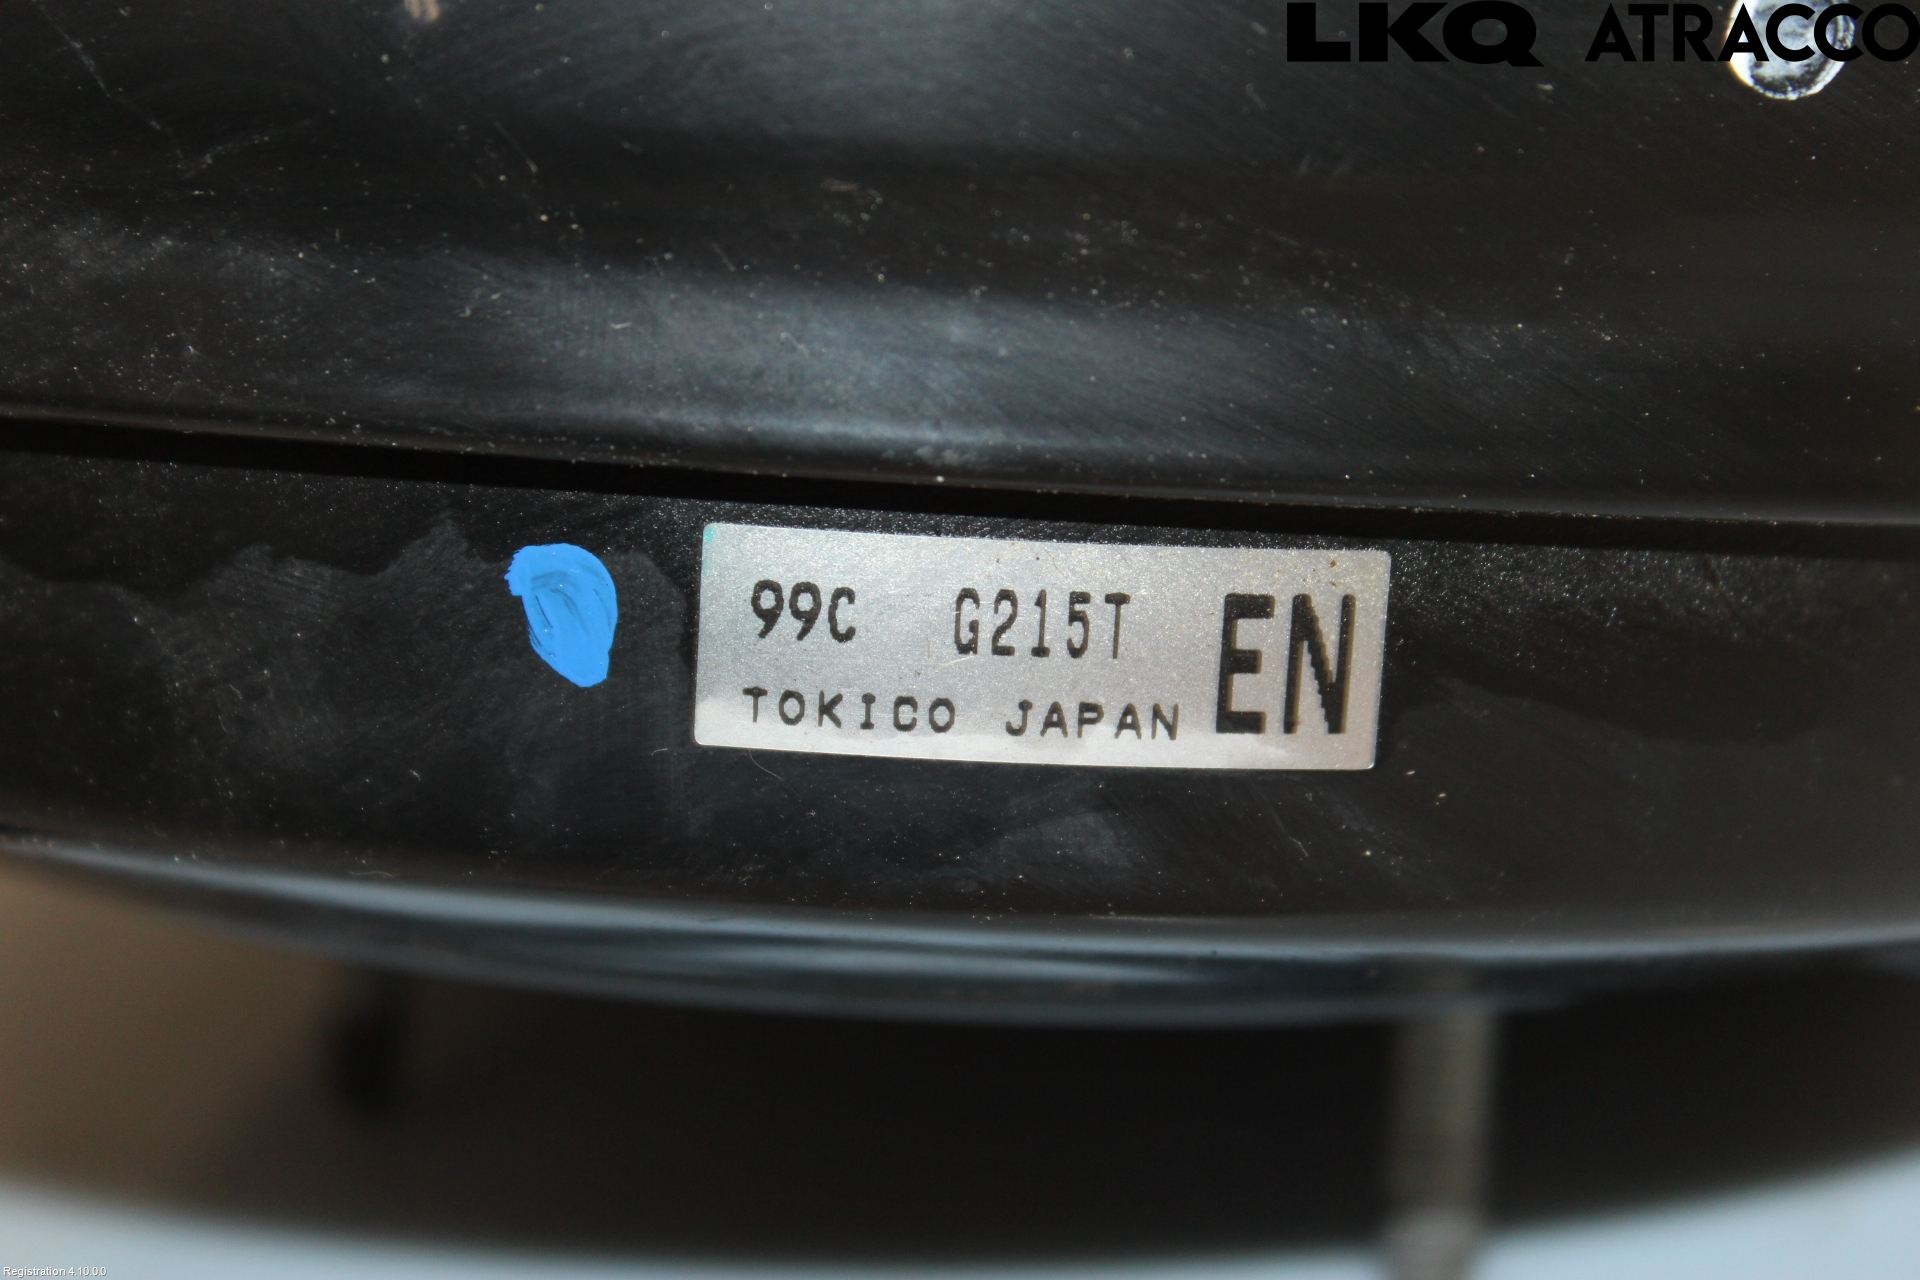 LKQ ATRACCO
99C G215T EN
TOKICO JAPAN
Registration 4.10.0.0